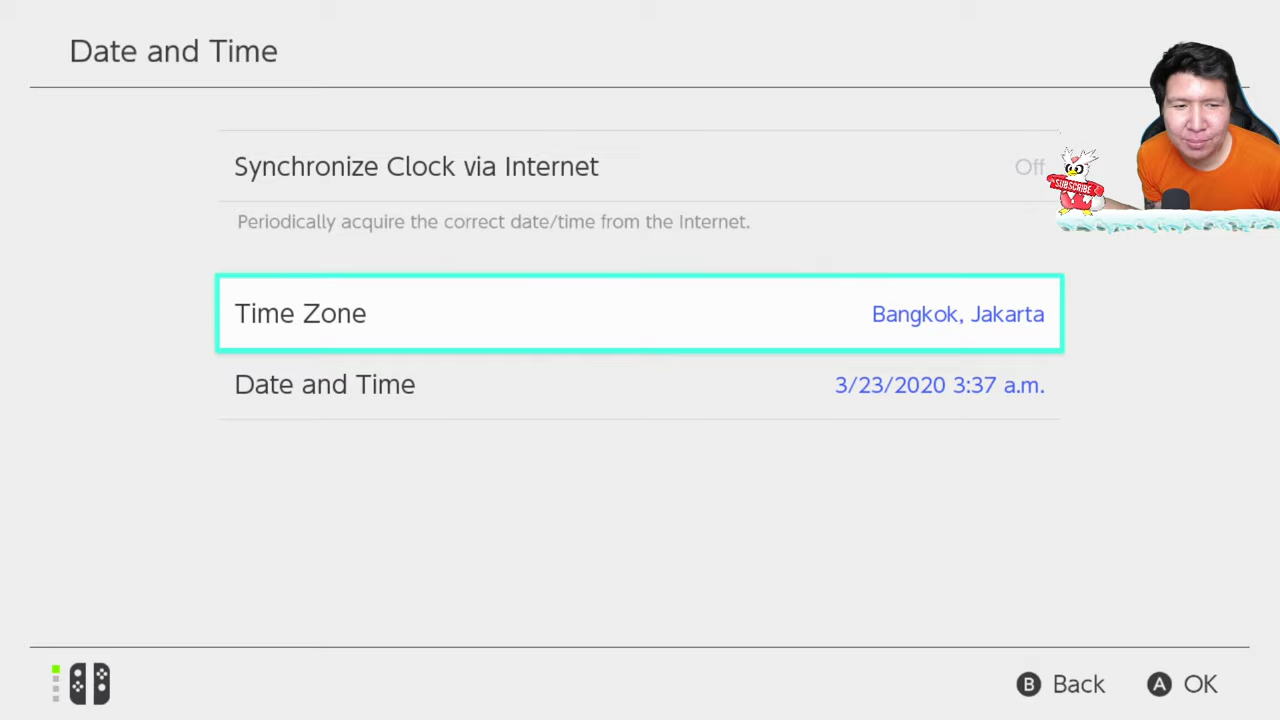 Date and Time
Synchronize Clock via Internet Off
Periodically acquire the correct date/time from the Internet.
SUBSCRIBE
Time Zone Bangkok, Jakarta
Date and Time 3/23/2020 3:37 a.m.
B Back A OK